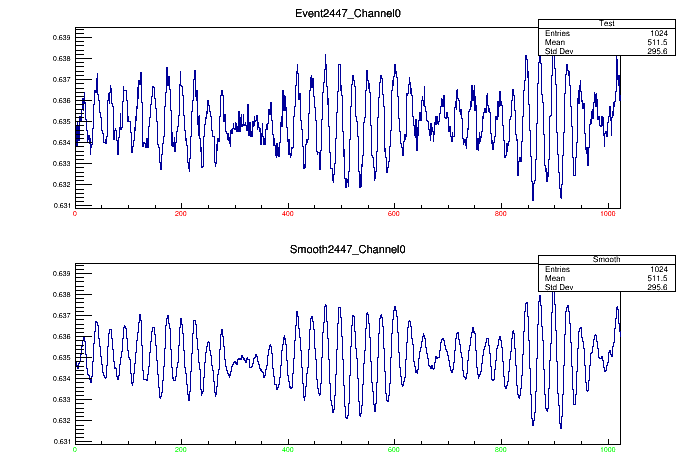 Event2447_Channel0
Test
Entries 1024
Mean 511.5
Std Dev 295.6
0.639
0.638
0.637
0.636
0.635
0.634
0.633
0.632
0.631
0 200 400 600 800 1000
Smooth2447_Channel0
Smooth
Entries 1024
Mean 511.5
Std Dev 295.6
0.639
0.638
0.637
0.636
0.635
0.634
0.633
0.632
0.631
0 200 400 600 800 1000